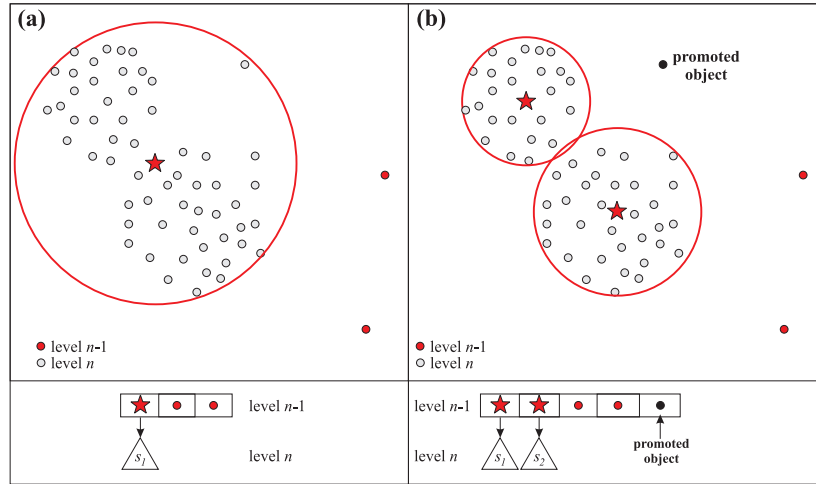 (a)
level n-1
level n
level n-1
s1
level n
(b)
promoted
object
level n-1
level n
level n-1
promoted
object
s1 s2
level n